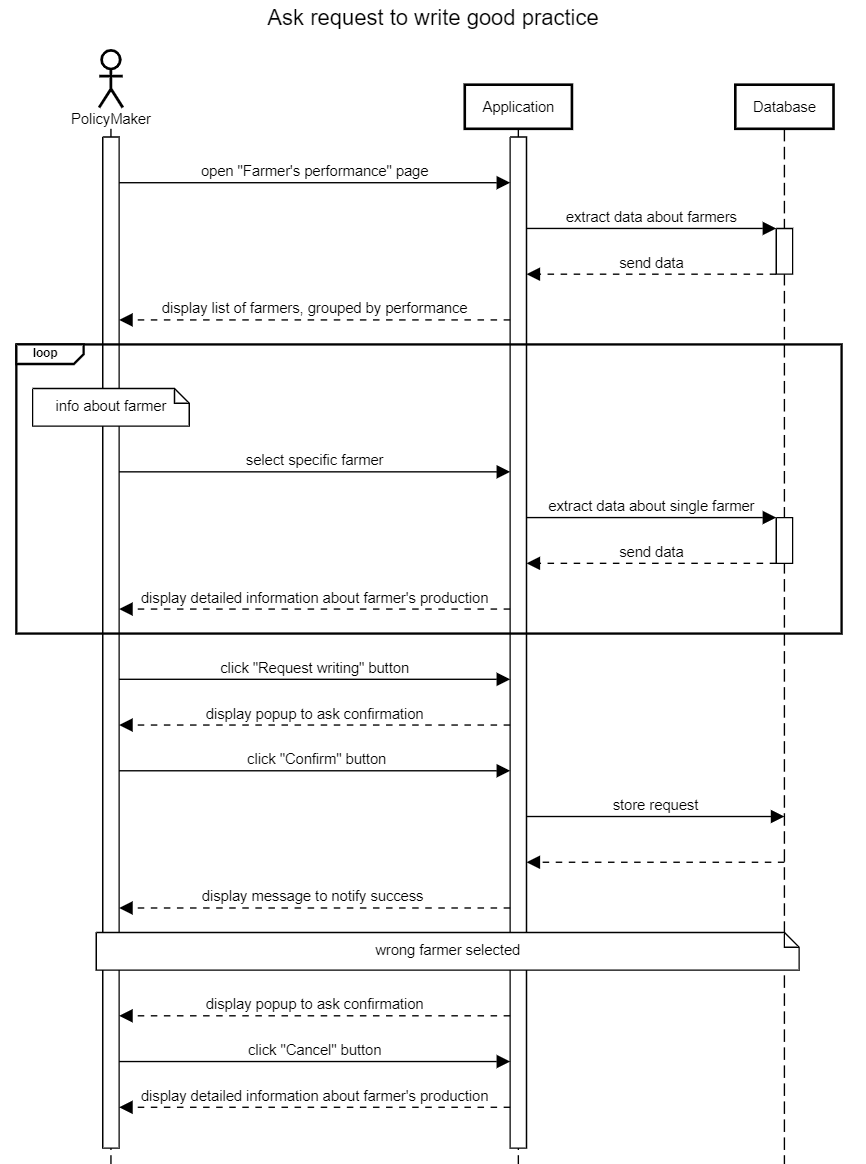 Ask request to write good practice
PolicyMaker
Application
Database
open "Farmer's performance" page
extract data about farmers
send data
display list of farmers, grouped by performance
loop
info about farmer
select specific farmer
extract data about single farmer
send data
display detailed information about farmer's production
click "Request writing" button
display popup to ask confirmation
click "Confirm" button
store request
display message to notify success
wrong farmer selected
display popup to ask confirmation
click "Cancel" button
display detailed information about farmer's production